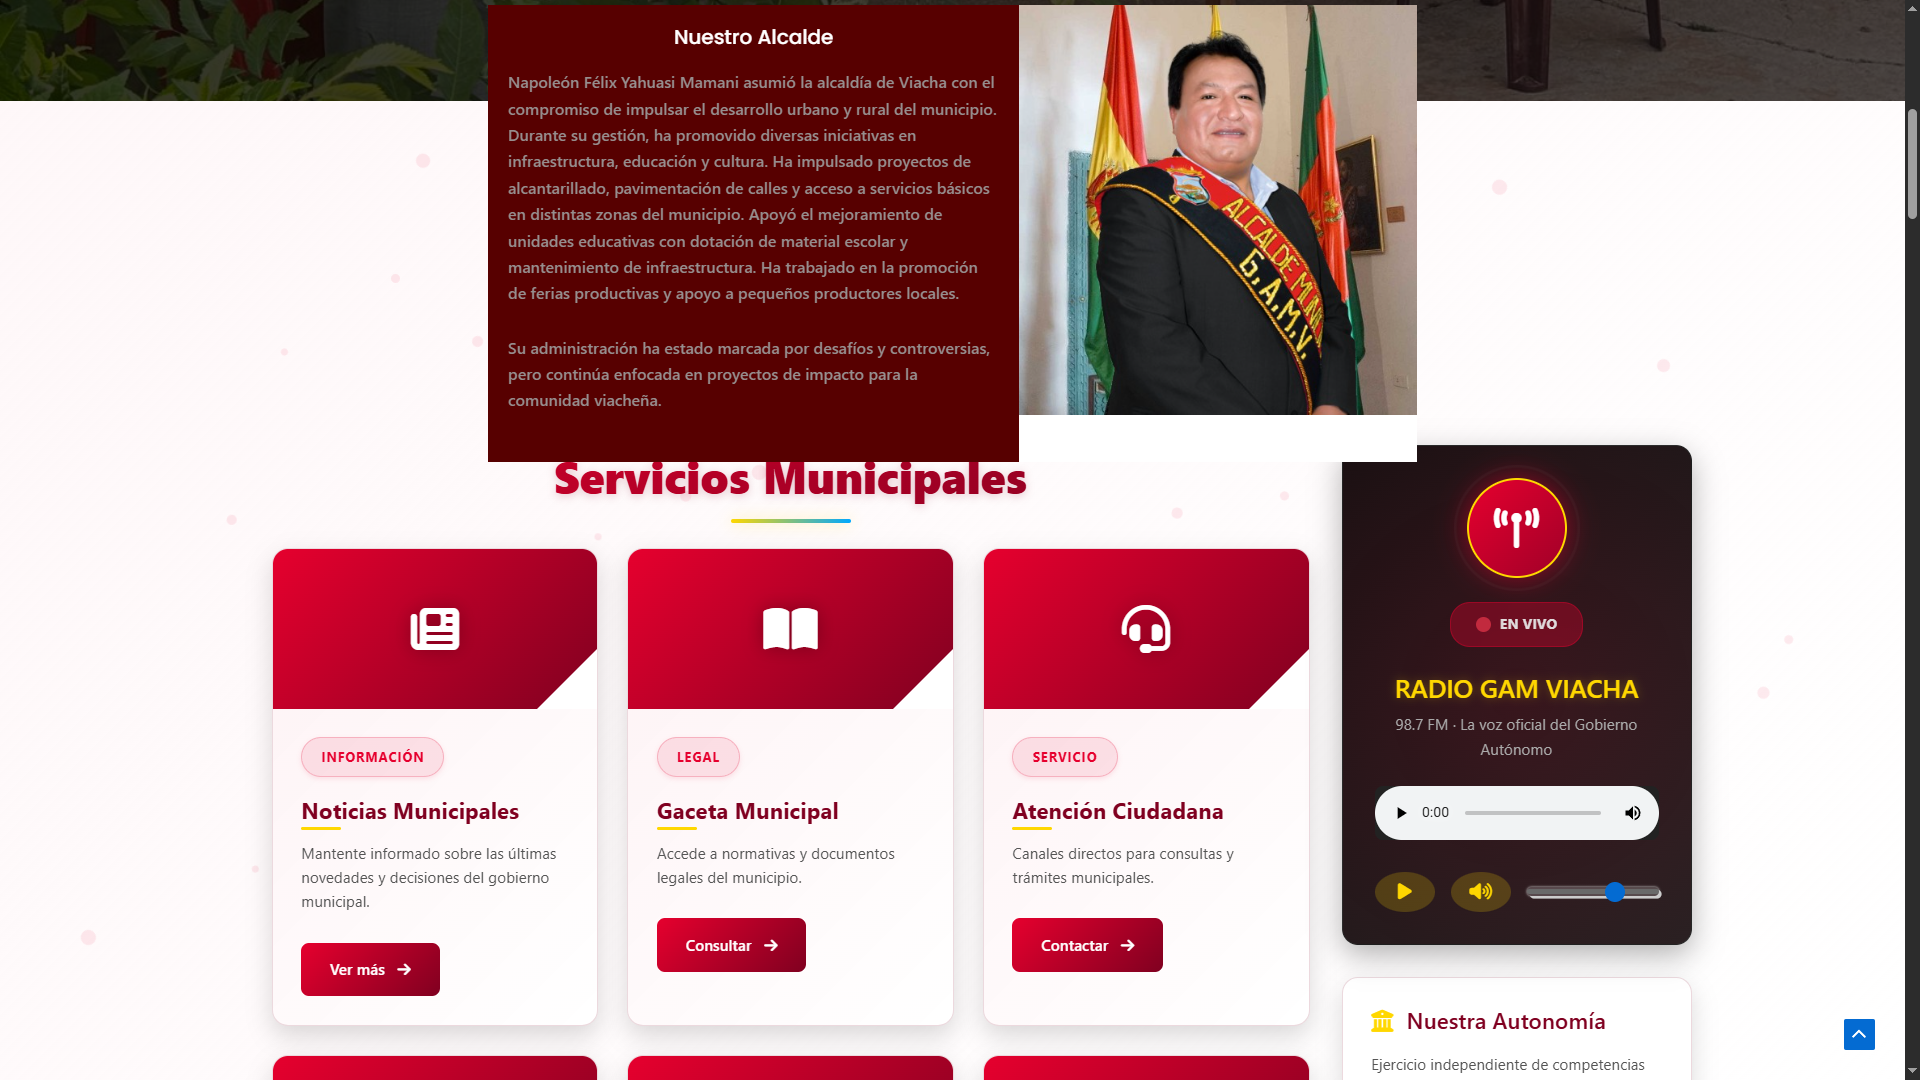 Nuestro Alcalde
Napoleón Félix Yahuasi Mamani asumió la alcaldía de Viacha con el
compromiso de impulsar el desarrollo urbano y rural del municipio.
Durante su gestión, ha promovido diversas iniciativas en
infraestructura, educación y cultura. Ha impulsado proyectos de
alcantarillado, pavimentación de calles y acceso a servicios básicos
en distintas zonas del municipio. Apoyó el mejoramiento de
unidades educativas con dotación de material escolar y
mantenimiento de infraestructura. Ha trabajado en la promoción
de ferias productivas y apoyo a pequeños productores locales.
Su administración ha estado marcada por desafíos y controversias,
pero continúa enfocada en proyectos de impacto para la
comunidad viacheña.
ALCALDE
G.A.M.V.
Servicios Municipales
INFORMACIÓN
Noticias Municipales
Mantente informado sobre las últimas
novedades y decisiones del gobierno
municipal.
Ver más
LEGAL
Gaceta Municipal
Accede a normativas y documentos
legales del municipio.
Consultar
SERVICIO
Atención Ciudadana
Canales directos para consultas y
trámites municipales.
Contactar
EN VIVO
RADIO GAM VIACHA
98.7 FM · La voz oficial del Gobierno
Autónomo
0:00
Nuestra Autonomía
Ejercicio independiente de competencias